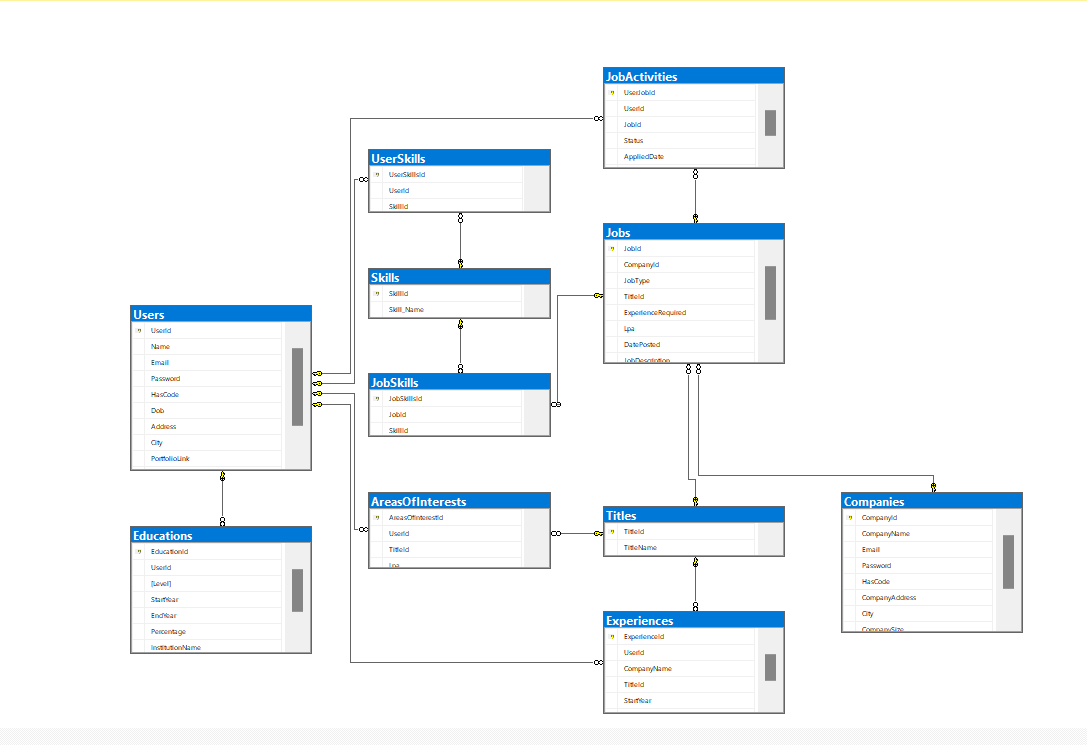 JobActivities
UserJobId
UserId
JobId
Status
AppliedDate
UserSkills
UserSkillsId
UserId
SkillId
Jobs
JobId
CompanyId
JobType
TitleId
ExperienceRequired
Lpa
DatePosted
JobDescription
Skills
SkillId
Skill_Name
Users
UserId
Name
Email
Password
HasCode
Dob
Address
City
PortfolioLink
JobSkills
JobSkillsId
JobId
SkillId
AreasOfInterests
AreasOfInterestId
UserId
TitleId
Lpa
Titles
TitleId
TitleName
Companies
CompanyId
CompanyName
Email
Password
HasCode
CompanyAddress
City
CompanySize
Educations
EducationId
UserId
[Level]
StartYear
EndYear
Percentage
InstitutionName
Experiences
ExperienceId
UserId
CompanyName
TitleId
StartYear